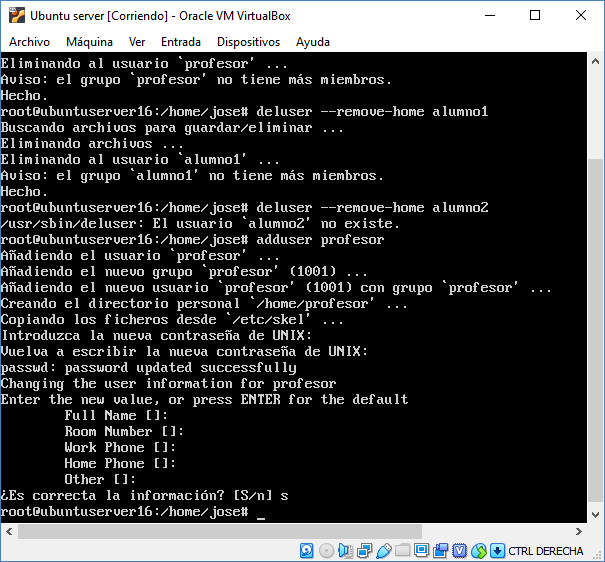 Ubuntu server [Corriendo] - Oracle VM VirtualBox
Archivo Máquina Ver Entrada Dispositivos Ayuda
Eliminando al usuario `profesor' ...
Aviso: el grupo `profesor' no tiene más miembros.
Hecho.
root@ubuntuserver16:/home/jose# deluser --remove-home alumno1
Buscando archivos para guardar/eliminar ...
Eliminando archivos ...
Eliminando al usuario `alumno1' ...
Aviso: el grupo `alumno1' no tiene más miembros.
Hecho.
root@ubuntuserver16:/home/jose# deluser --remove-home alumno2
/usr/sbin/deluser: El usuario `alumno2' no existe.
root@ubuntuserver16:/home/jose# adduser profesor
Añadiendo el usuario `profesor' ...
Añadiendo el nuevo grupo `profesor' (1001) ...
Añadiendo el nuevo usuario `profesor' (1001) con grupo `profesor' ...
Creando el directorio personal `/home/profesor' ...
Copiando los ficheros desde `/etc/skel' ...
Introduzca la nueva contraseña de UNIX:
Vuelva a escribir la nueva contraseña de UNIX:
passwd: password updated successfully
Changing the user information for profesor
Enter the new value, or press ENTER for the default
Full Name []:
Room Number []:
Work Phone []:
Home Phone []:
Other []:
¿Es correcta la información? [S/n] s
root@ubuntuserver16:/home/jose# _
CTRL DERECHA